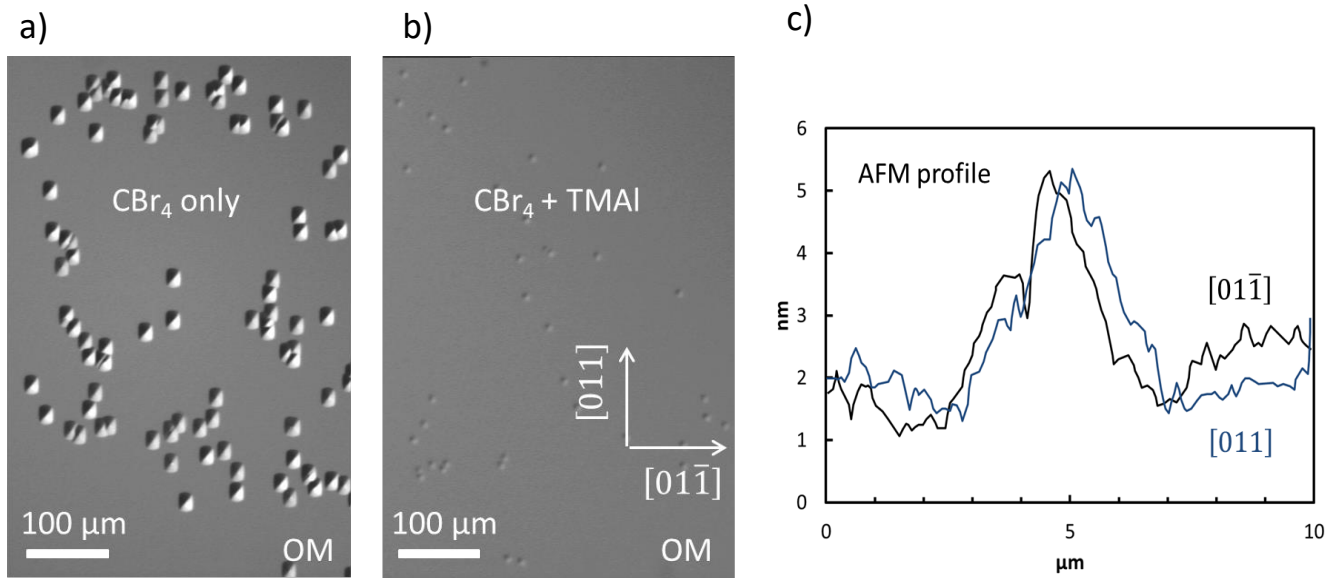 a)
CBr₄ only
100 μm
OM
b)
CBr₄ + TMAl
[011]
[011̅]
100 μm
OM
c)
AFM profile
6
5
4
3
2
1
0
nm
[011̅]
[011]
0
5
10
μm